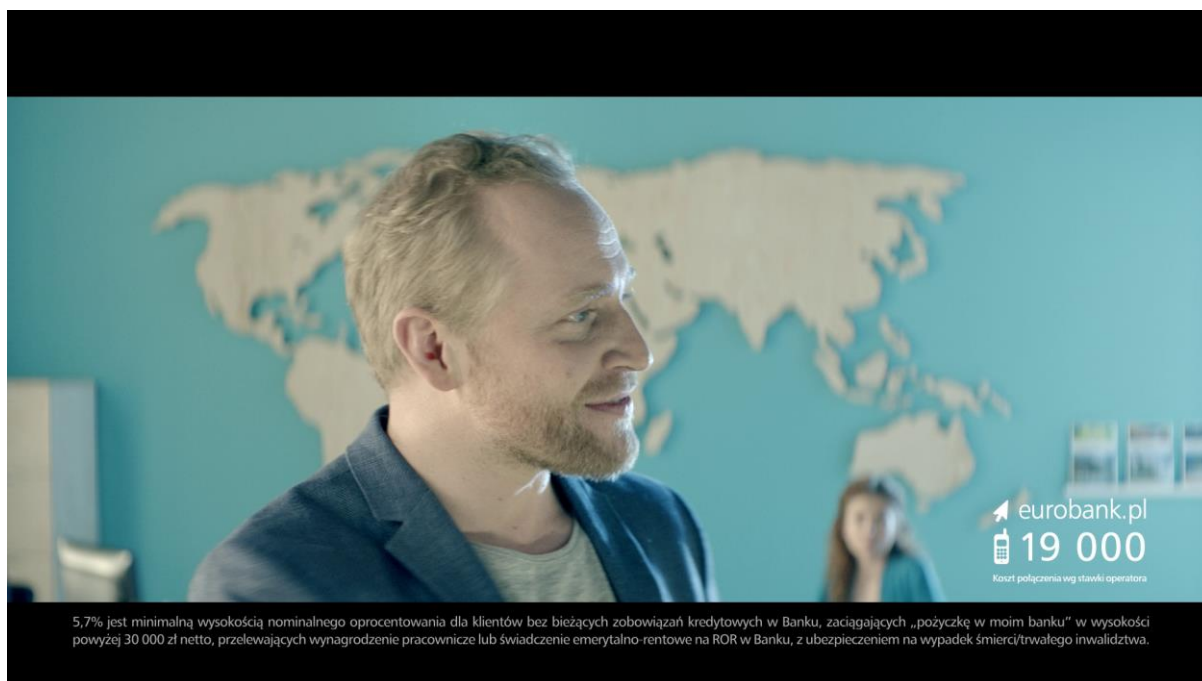 eurobank.pl
19 000
Koszt połączenia wg stawki operatora
5,7% jest minimalną wysokością nominalnego oprocentowania dla klientów bez bieżących zobowiązań kredytowych w Banku, zaciągających „pożyczkę w moim banku” w wysokości
powyżej 30 000 zł netto, przelewających wynagrodzenie pracownicze lub świadczenie emerytalno-rentowe na ROR w Banku, z ubezpieczeniem na wypadek śmierci/trwałego inwalidztwa.